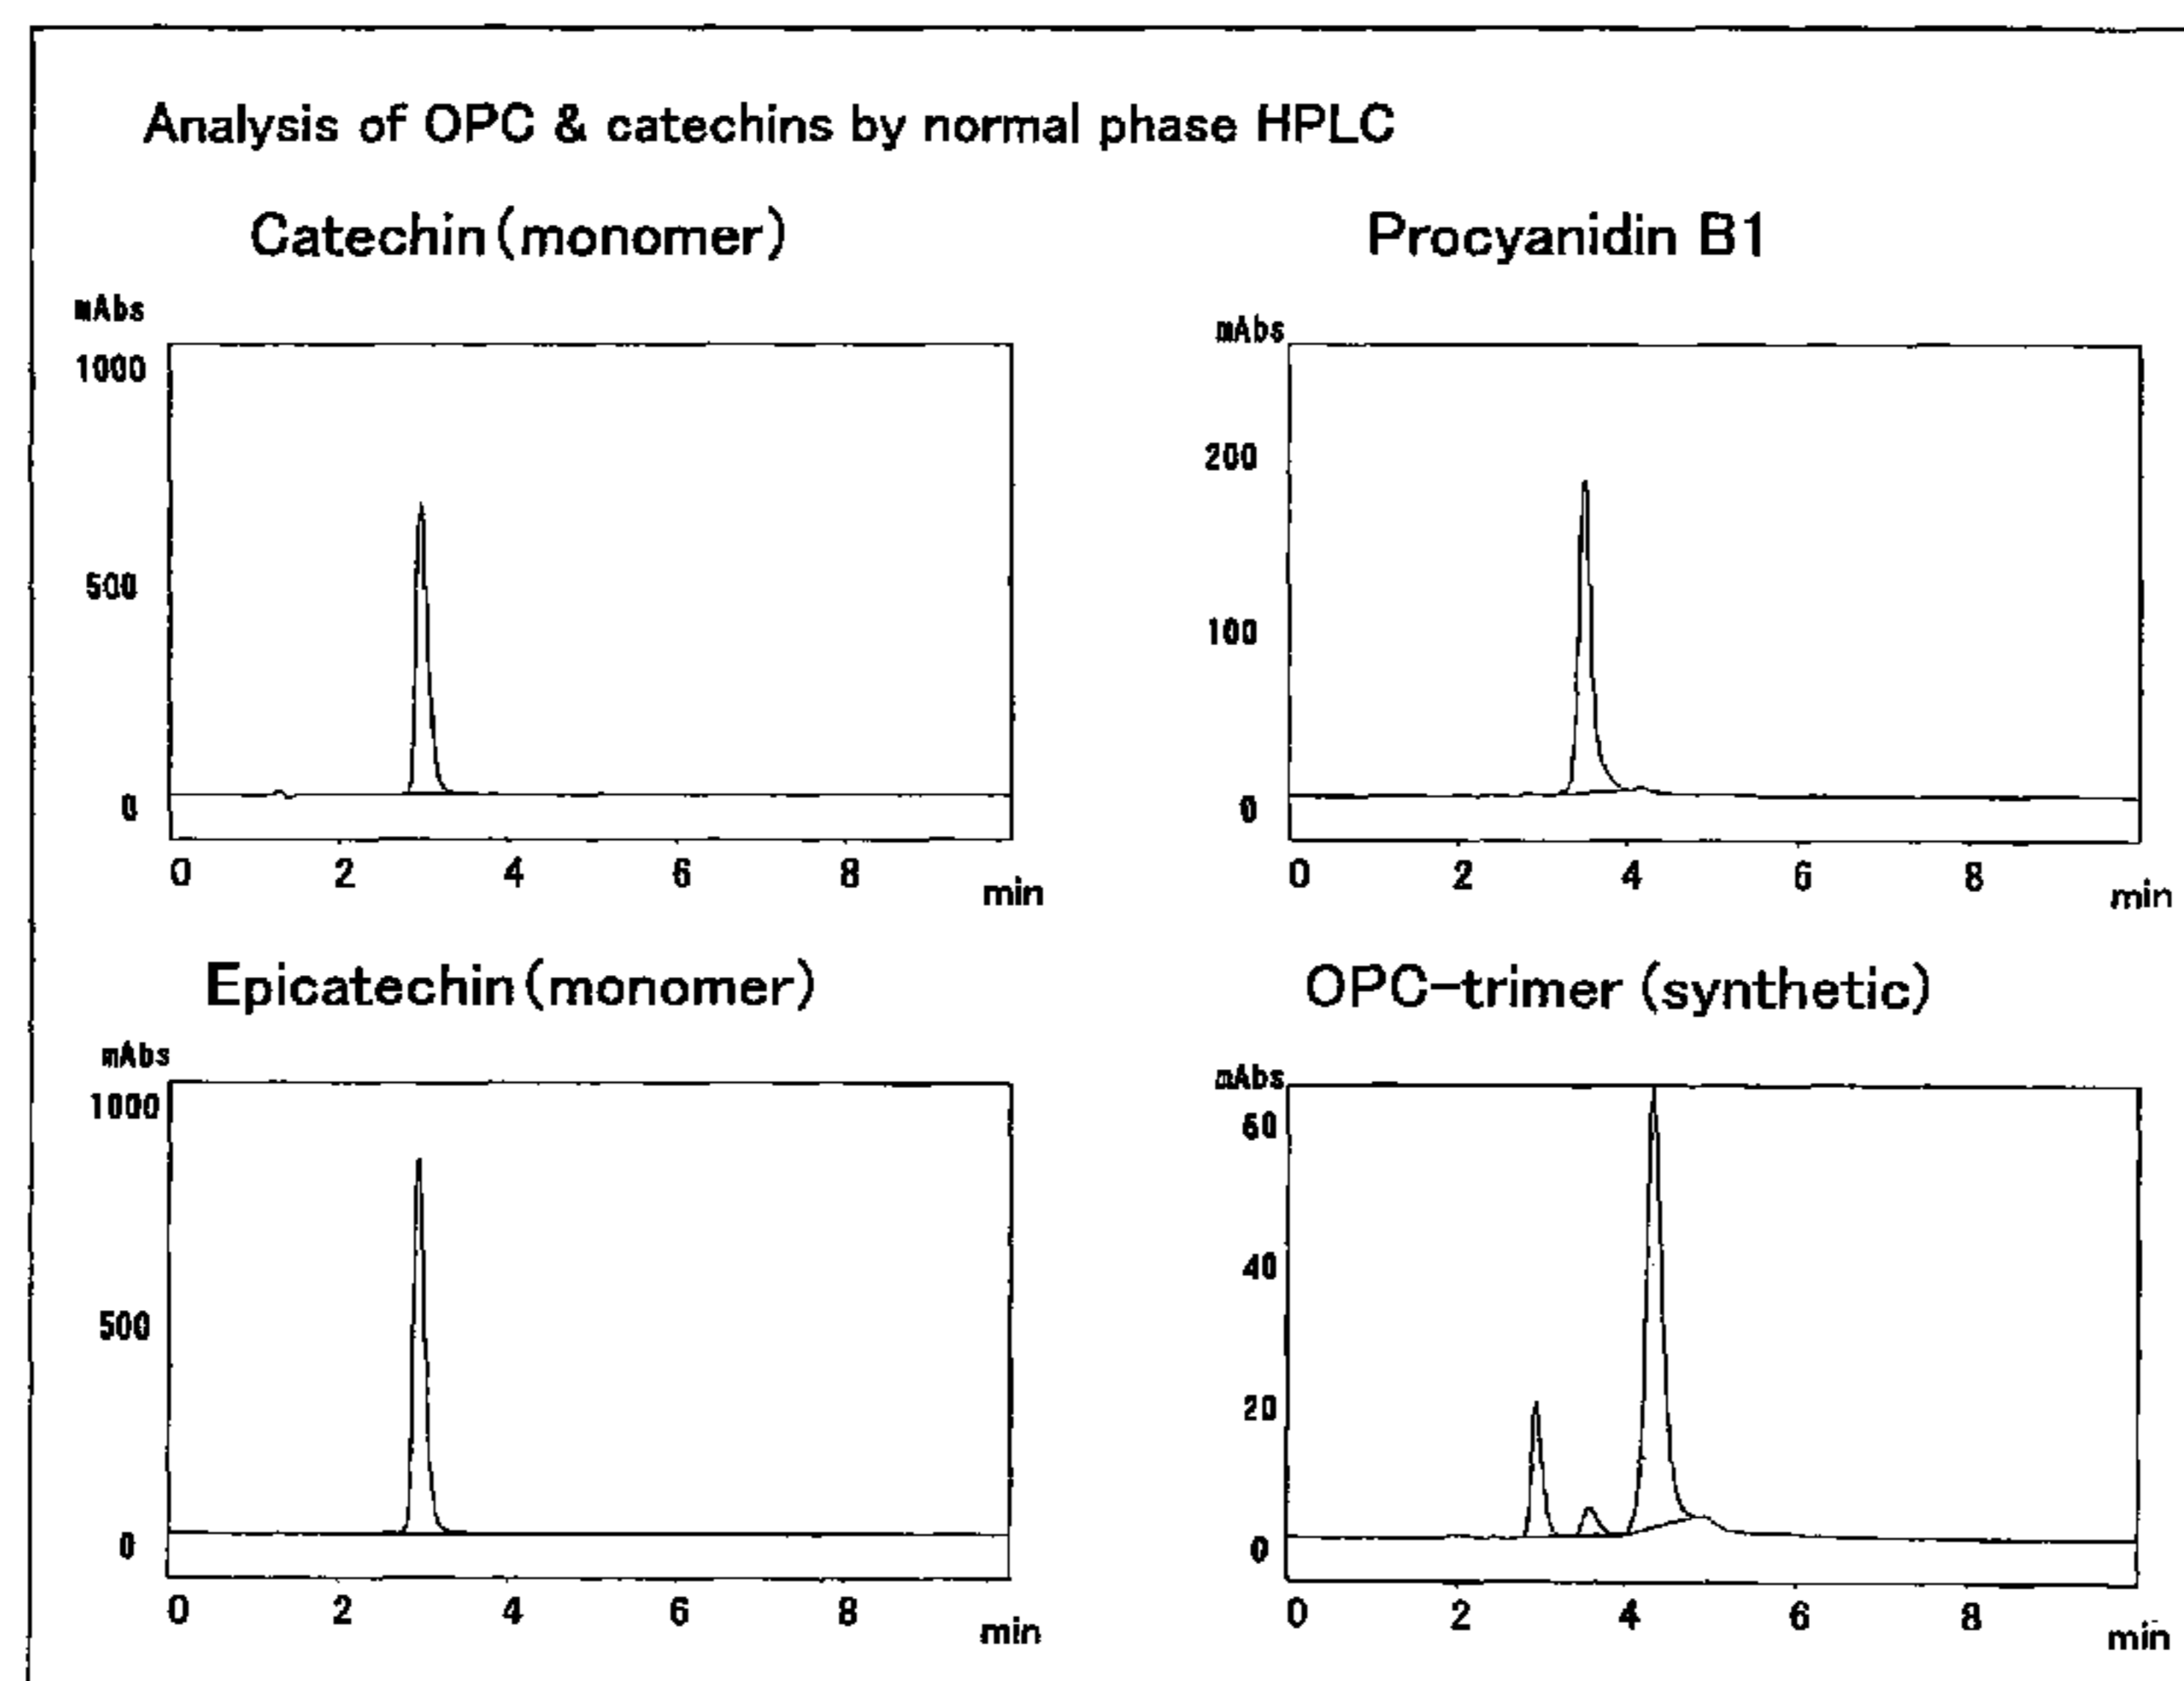 Analysis of OPC & catechins by normal phase HPLC
Catechin(monomer)
mAbs
1000
500
0
0 2 4 6 8 min
Procyanidin B1
mAbs
200
100
0
0 2 4 6 8 min
Epicatechin(monomer)
mAbs
1000
500
0
0 2 4 6 8 min
OPC-trimer (synthetic)
mAbs
60
40
20
0
0 2 4 6 8 min